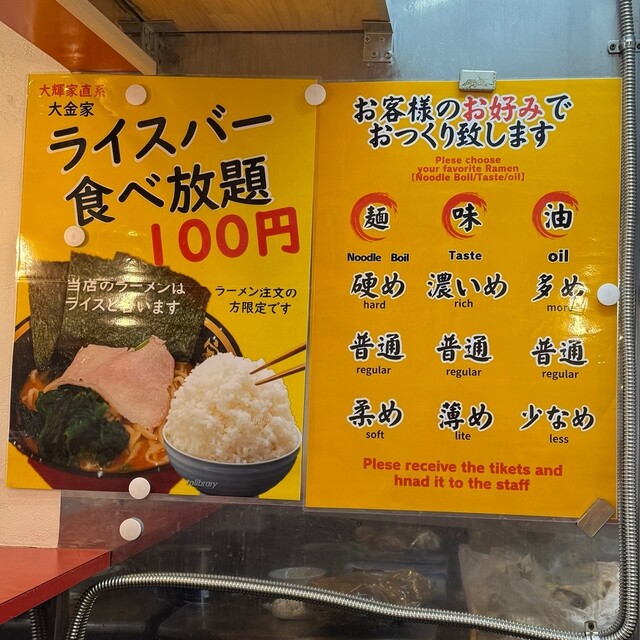 大輝家直系
大金家
ライスバー
食べ放題
100円
当店のラーメンは
ライスと合います
ラーメン注文の
方限定です
お客様のお好みで
おつくり致します
Plese choose
your favorite Ramen
[Noodle Boll/Taste/oil]
麺 味 油
Noodle Boil Taste oil
硬め 濃いめ 多め
hard rich more
普通 普通 普通
regular regular regular
柔め 薄め 少なめ
soft lite less
Plese receive the tikets and
hnad it to the staff